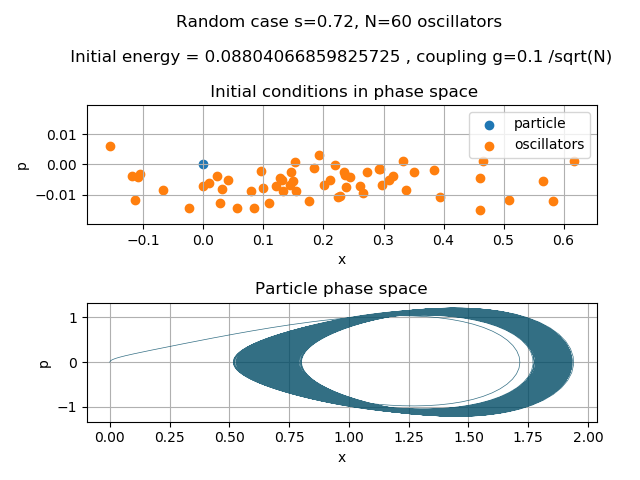 Random case s=0.72, N=60 oscillators
Initial energy = 0.08804066859825725 , coupling g=0.1 /sqrt(N)
Initial conditions in phase space
particle
oscillators
p
0.01
0.00
−0.01
−0.1 0.0 0.1 0.2 0.3 0.4 0.5 0.6
x
Particle phase space
p
1
0
−1
0.00 0.25 0.50 0.75 1.00 1.25 1.50 1.75 2.00
x